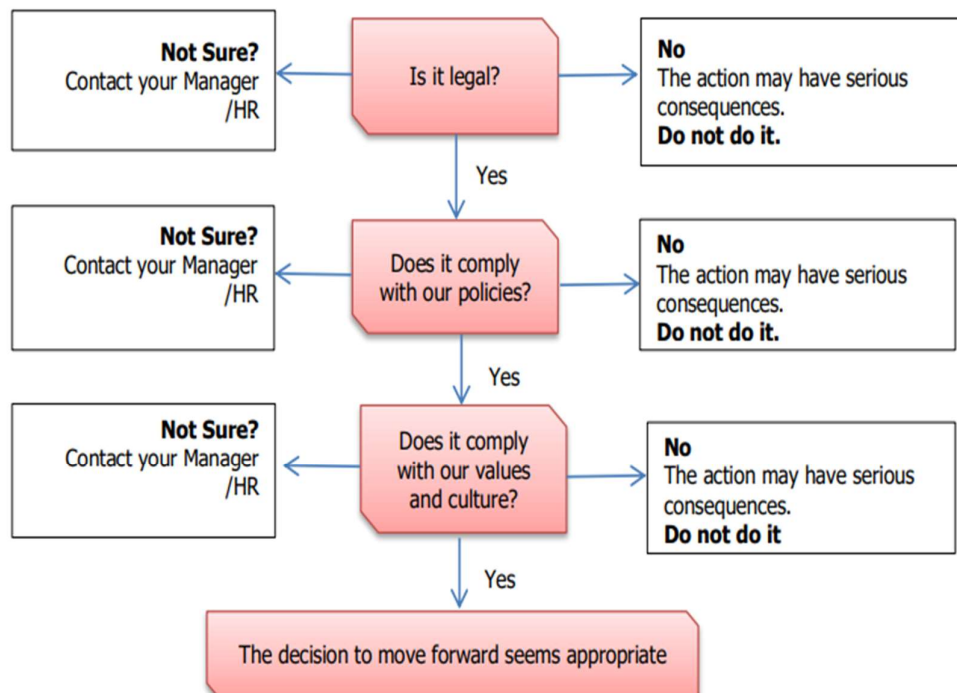 Not Sure?
Contact your Manager
/HR
Is it legal?
No
The action may have serious
consequences.
Do not do it.
Yes
Not Sure?
Contact your Manager
/HR
Does it comply
with our policies?
No
The action may have serious
consequences.
Do not do it.
Yes
Not Sure?
Contact your Manager
/HR
Does it comply
with our values
and culture?
No
The action may have serious
consequences.
Do not do it
Yes
The decision to move forward seems appropriate